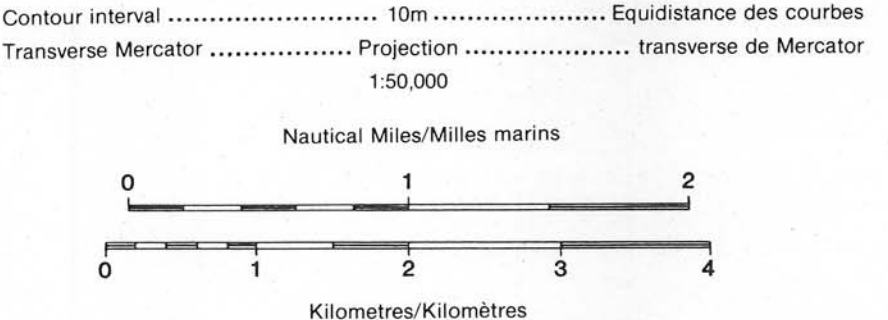 Contour interval ........................ 10m ..................... Equidistance des courbes
Transverse Mercator ................ Projection ................... transverse de Mercator
1:50,000
Nautical Miles/Milles marins
0 1 2
0 1 2 3 4
Kilometres/Kilomètres